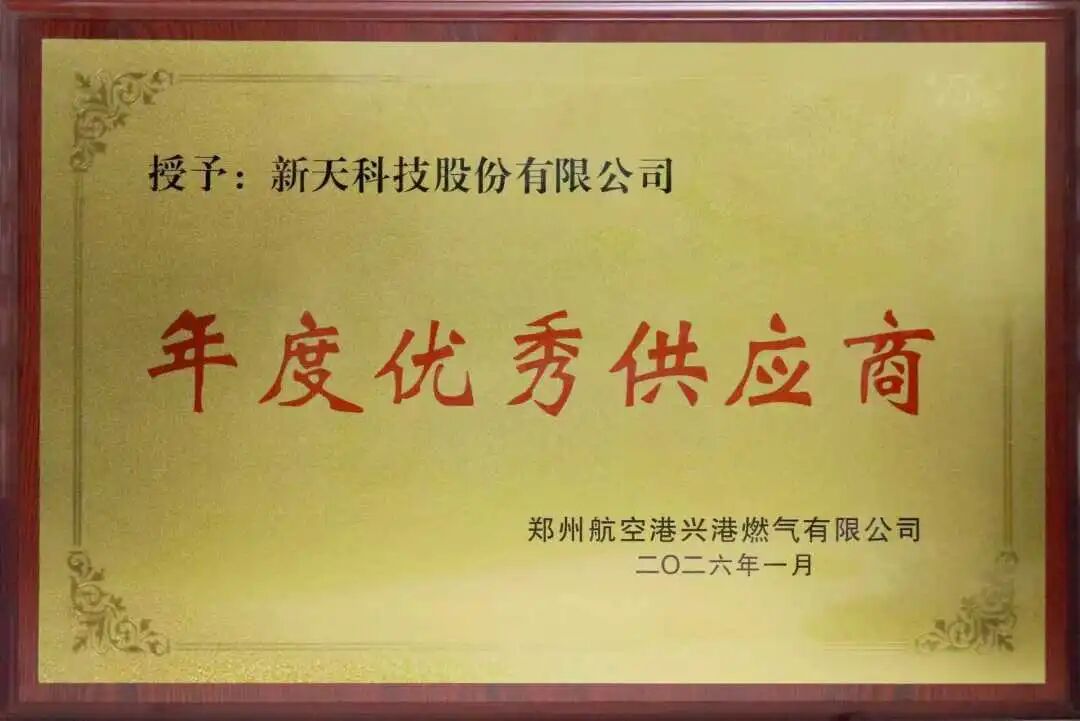 授予：新天科技股份有限公司
年度优秀供应商
郑州航空港兴港燃气有限公司
二〇二六年一月